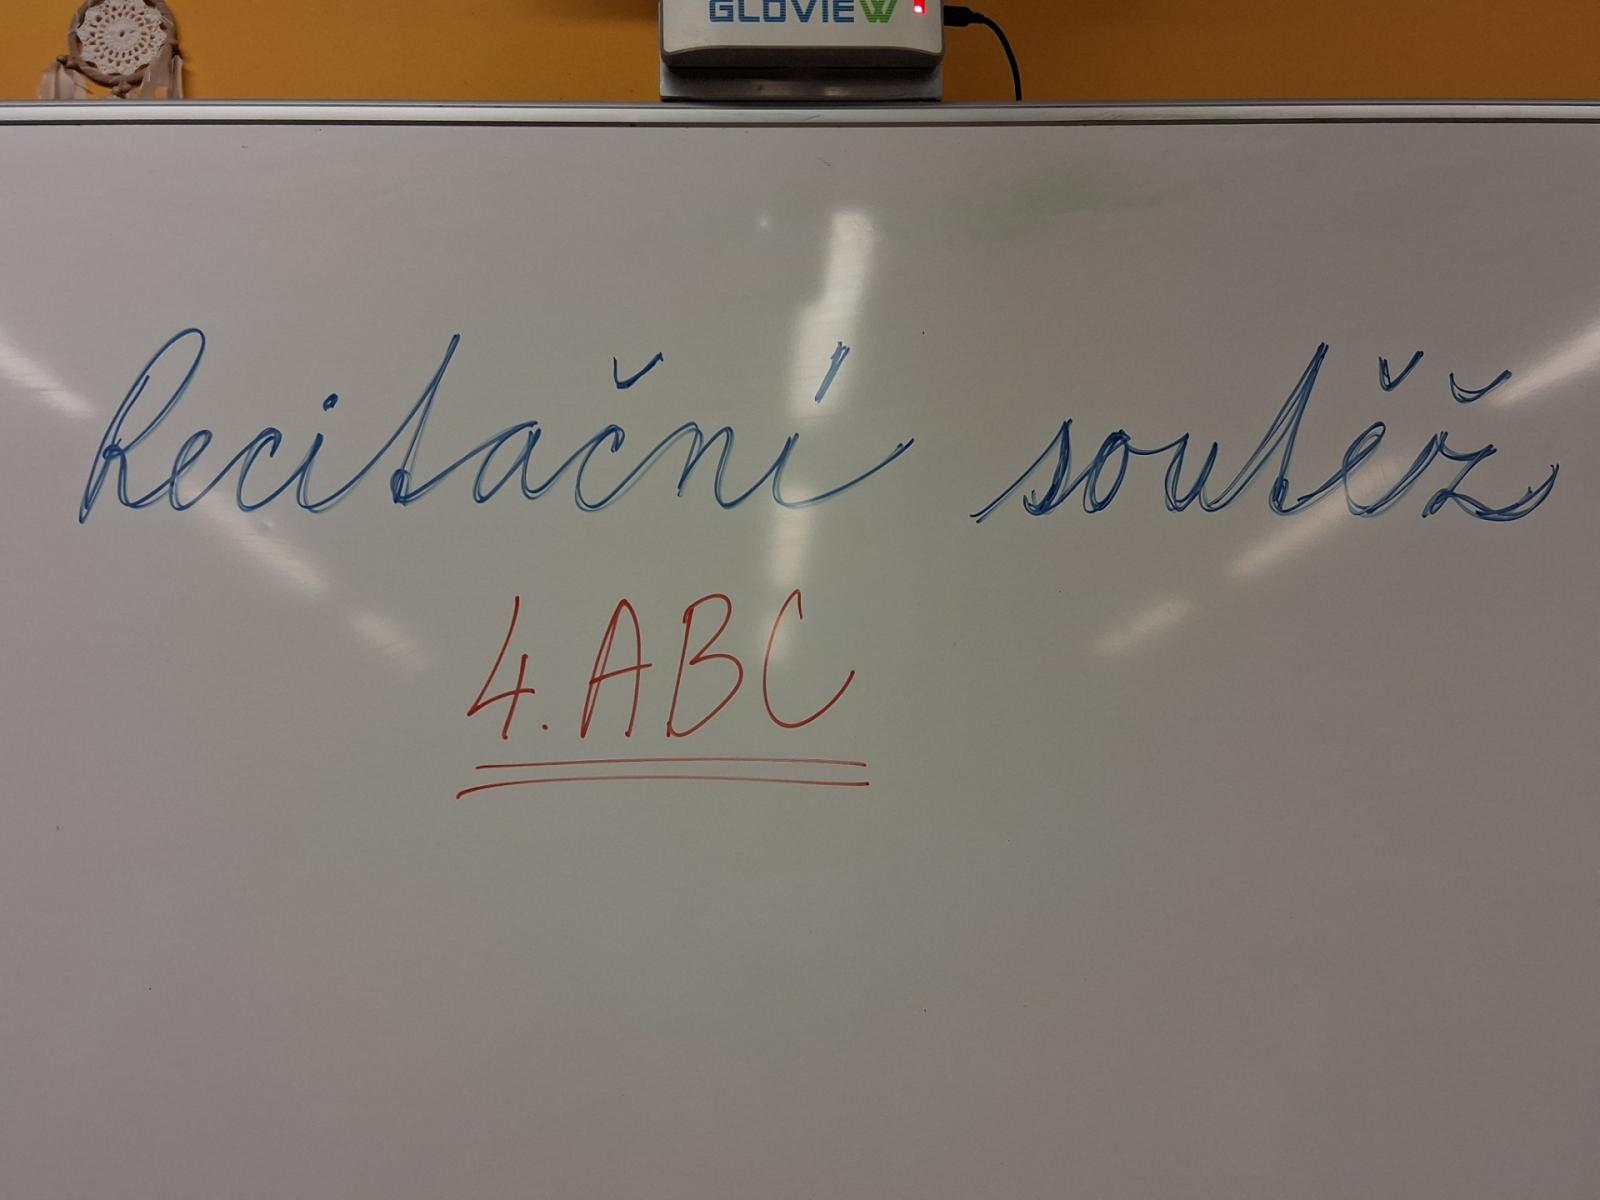 GLOVIEW
Recitační soutěž
4. ABC